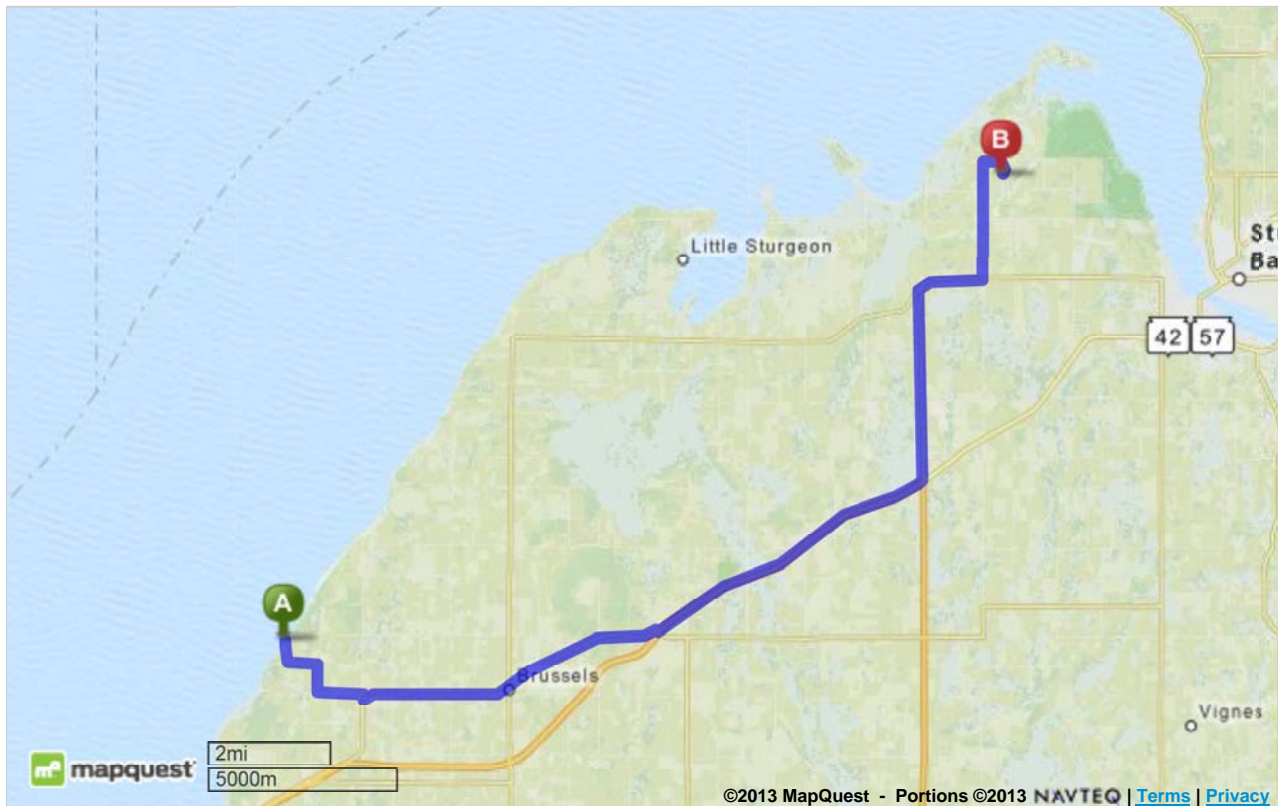 B
Little Sturgeon
42 57
A
Brussels
Vignes
mapquest
2mi
5000m
©2013 MapQuest - Portions ©2013 NAVTEQ | Terms | Privacy